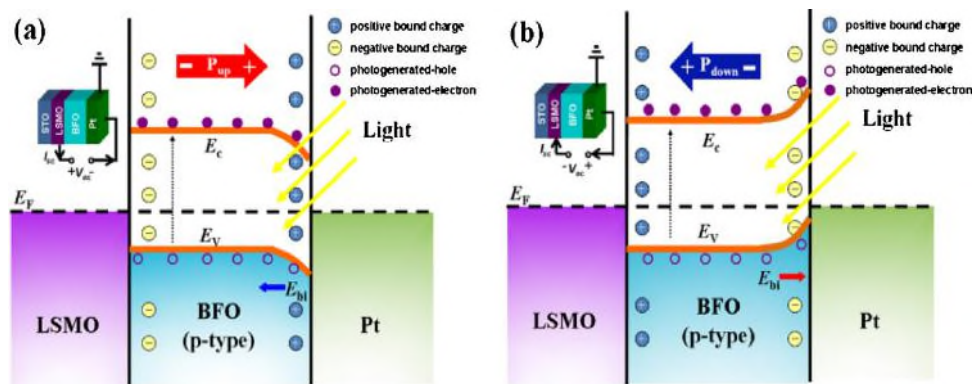 (a)
positive bound charge
negative bound charge
photogenerated-hole
photogenerated-electron
- P_up +
Light
STO
LSMO
BFO
Pt
I_sc
+V_oc-
E_c
E_F
E_V
E_bi
LSMO
BFO
(p-type)
Pt
(b)
positive bound charge
negative bound charge
photogenerated-hole
photogenerated-electron
+ P_down -
Light
STO
LSMO
BFO
Pt
I_sc
-V_oc+
E_c
E_F
E_V
E_bi
LSMO
BFO
(p-type)
Pt